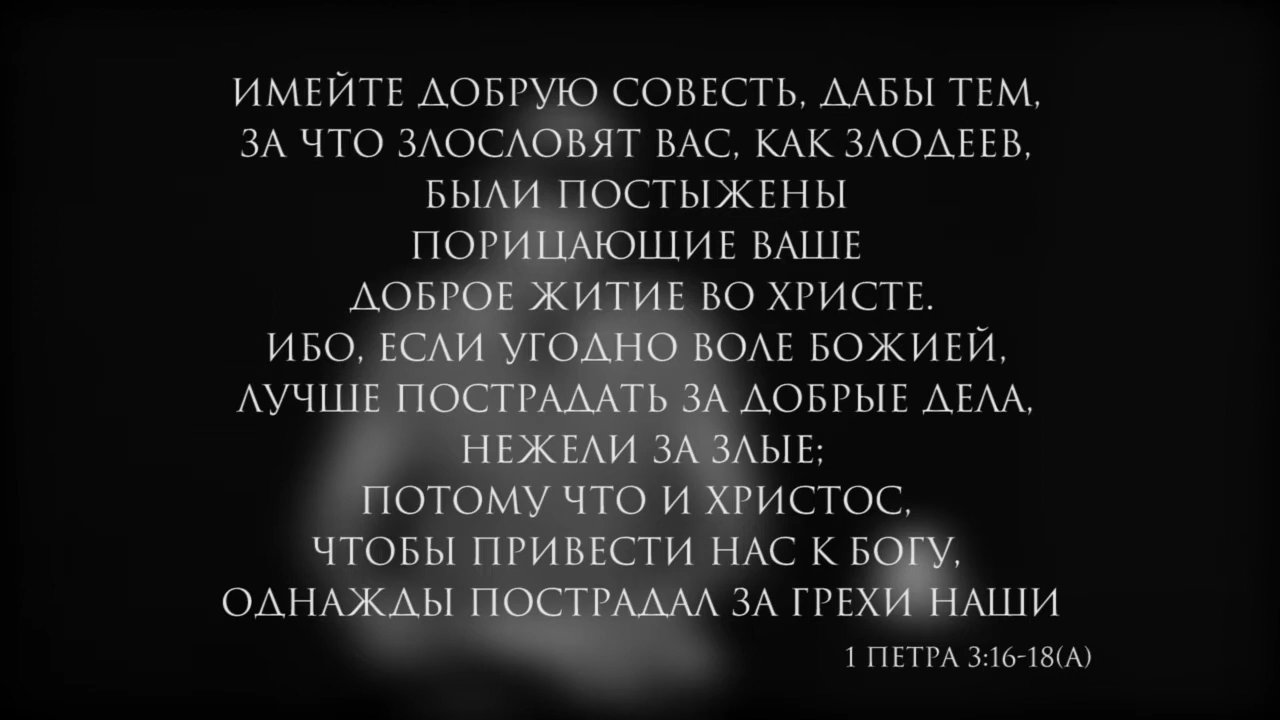 ИМЕЙТЕ ДОБРУЮ СОВЕСТЬ, ДАБЫ ТЕМ,
ЗА ЧТО ЗЛОСЛОВЯТ ВАС, КАК ЗЛОДЕЕВ,
БЫЛИ ПОСТЫЖЕНЫ
ПОРИЦАЮЩИЕ ВАШЕ
ДОБРОЕ ЖИТИЕ ВО ХРИСТЕ.
ИБО, ЕСЛИ УГОДНО ВОЛЕ БОЖИЕЙ,
ЛУЧШЕ ПОСТРАДАТЬ ЗА ДОБРЫЕ ДЕЛА,
НЕЖЕЛИ ЗА ЗЛЫЕ;
ПОТОМУ ЧТО И ХРИСТОС,
ЧТОБЫ ПРИВЕСТИ НАС К БОГУ,
ОДНАЖДЫ ПОСТРАДАЛ ЗА ГРЕХИ НАШИ
1 ПЕТРА 3:16-18(А)